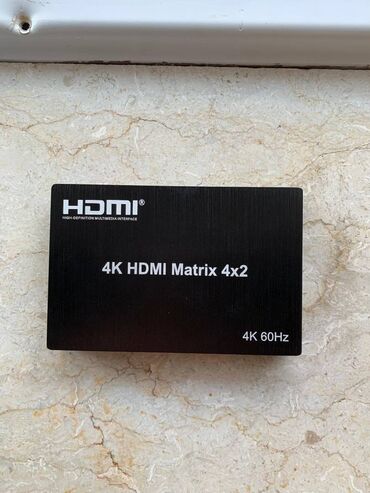 HDMI®
HIGH-DEFINITION MULTIMEDIA INTERFACE
4K HDMI Matrix 4x2
4K 60Hz